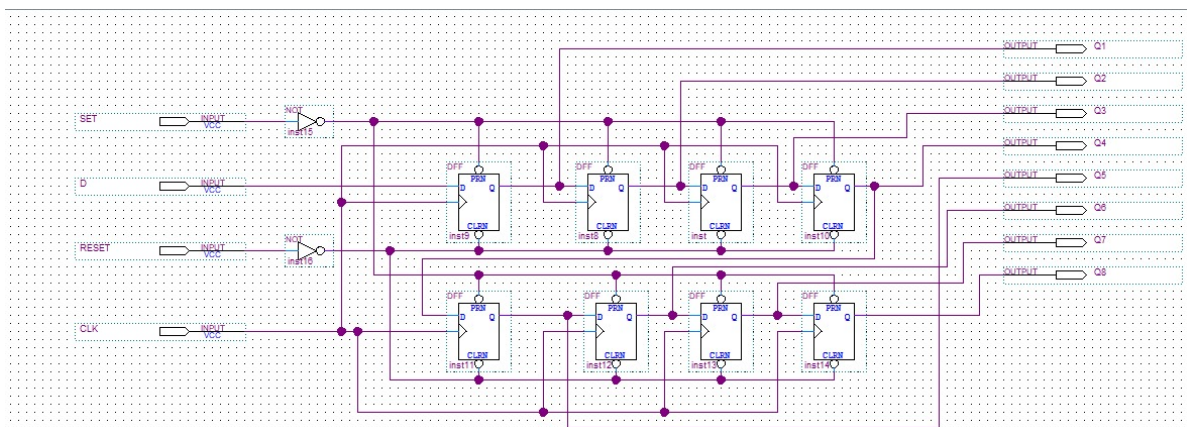 OUTPUT Q1
OUTPUT Q2
OUTPUT Q3
OUTPUT Q4
OUTPUT Q5
OUTPUT Q6
OUTPUT Q7
OUTPUT Q8
SET INPUT VCC
NOT inst15
D INPUT VCC
RESET INPUT VCC
NOT inst16
CLK INPUT VCC
DFF PRN D Q CLRN inst9
DFF PRN D Q CLRN inst8
DFF PRN D Q CLRN inst
DFF PRN D Q CLRN inst10
DFF PRN D Q CLRN inst11
DFF PRN D Q CLRN inst12
DFF PRN D Q CLRN inst13
DFF PRN D Q CLRN inst14